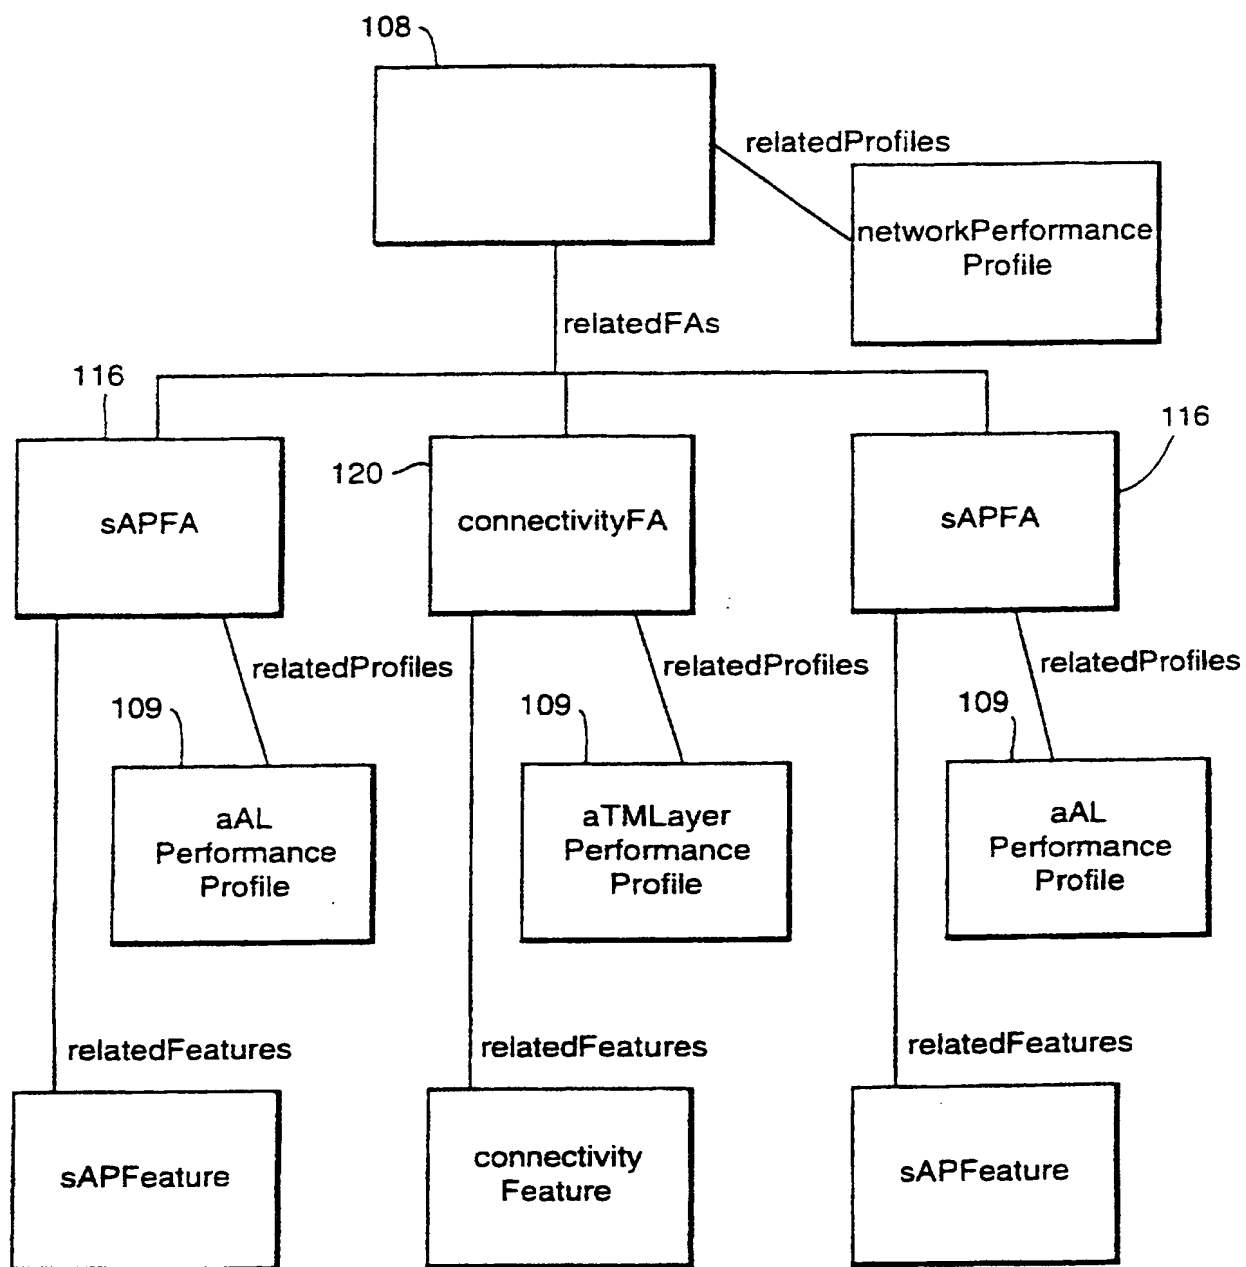 108
relatedProfiles
networkPerformance
Profile
relatedFAs
116
120
116
sAPFA
connectivityFA
sAPFA
relatedProfiles
relatedProfiles
relatedProfiles
109
109
109
aAL
Performance
Profile
aTMLayer
Performance
Profile
aAL
Performance
Profile
relatedFeatures
relatedFeatures
relatedFeatures
sAPFeature
connectivity
Feature
sAPFeature